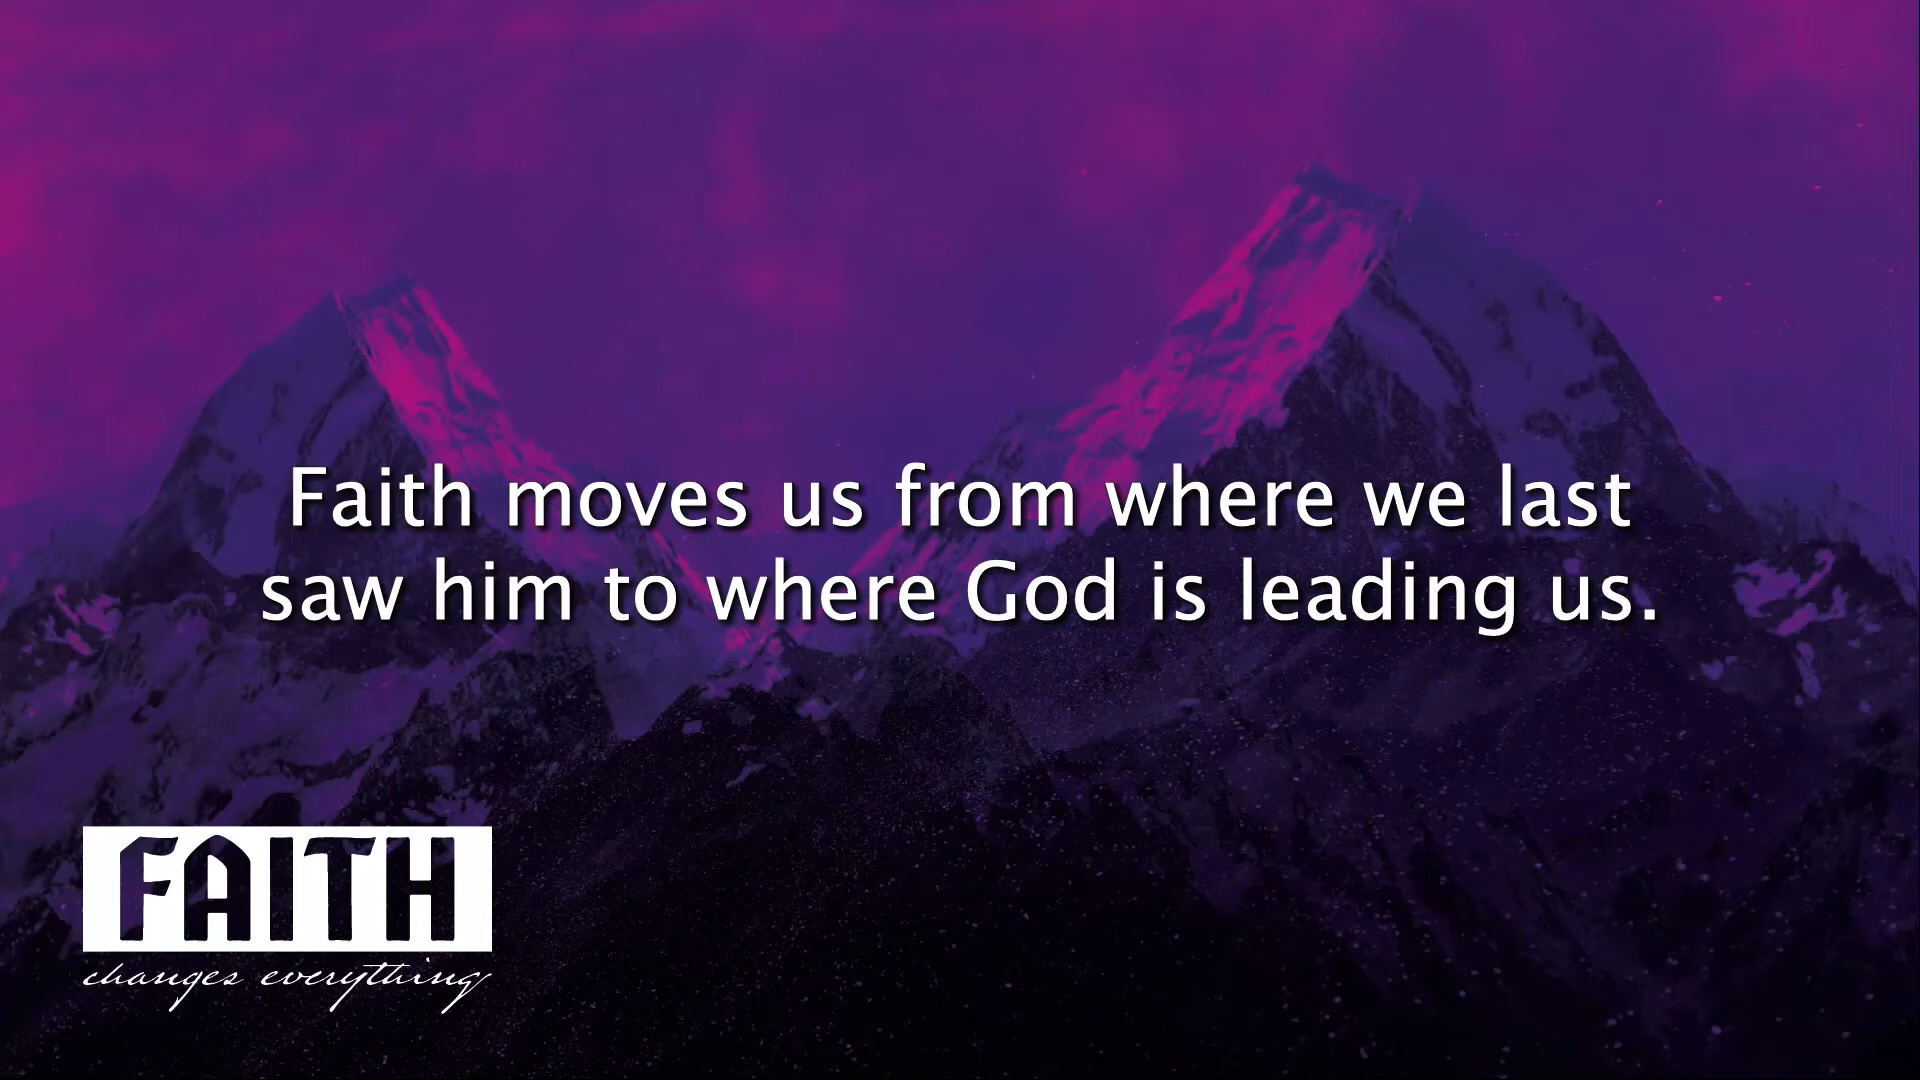 Faith moves us from where we last
saw him to where God is leading us.
FAITH
changes everything